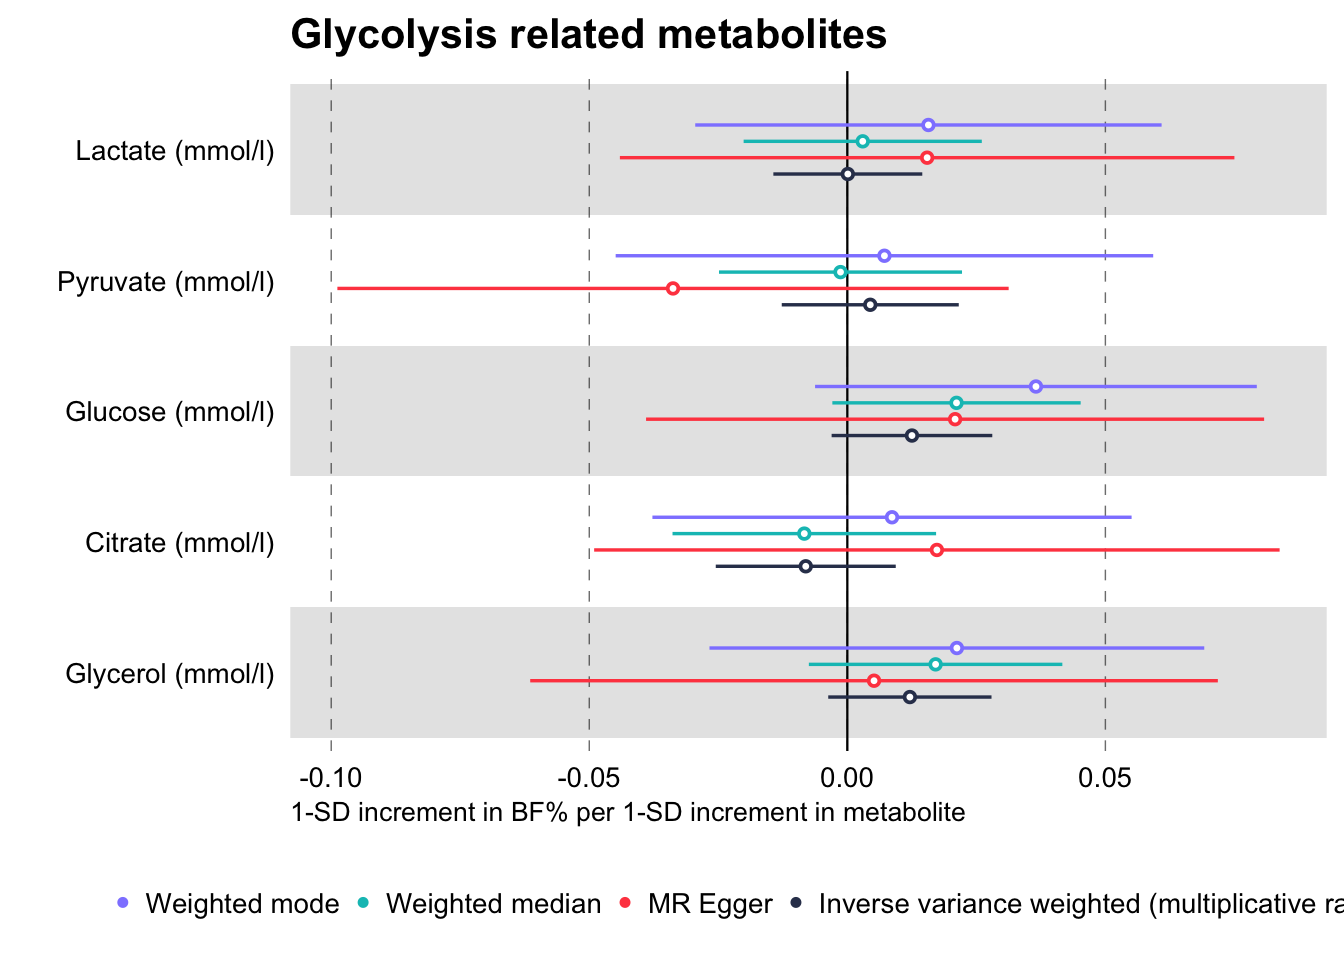 Glycolysis related metabolites
Lactate (mmol/l)
Pyruvate (mmol/l)
Glucose (mmol/l)
Citrate (mmol/l)
Glycerol (mmol/l)
-0.10 -0.05 0.00 0.05
1-SD increment in BF% per 1-SD increment in metabolite
Weighted mode Weighted median MR Egger Inverse variance weighted (multiplicative